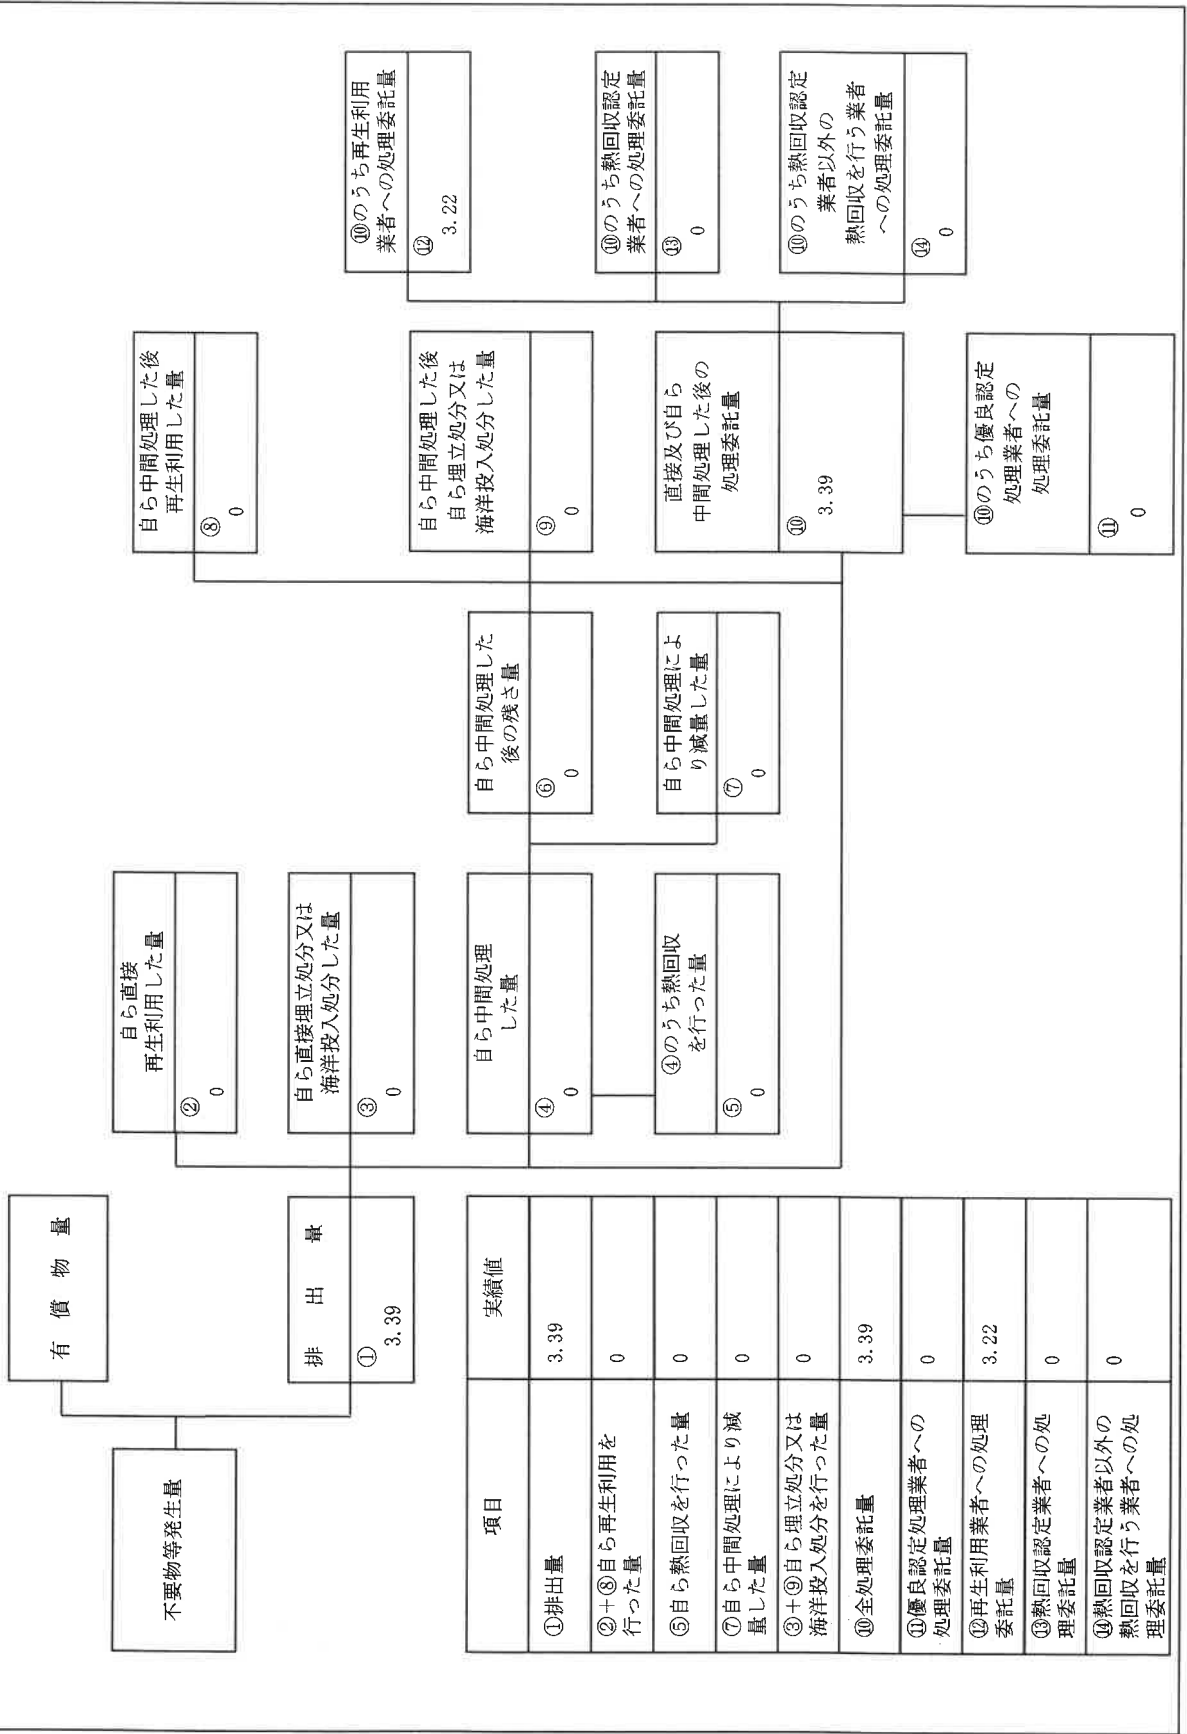 不要物等発生量
有償物量
排出量
①
3.39
自ら直接
再生利用した量
②
0
自ら直接埋立処分又は
海洋投入処分した量
③
0
自ら中間処理
した量
④
0
④のうち熱回収
を行った量
⑤
0
自ら中間処理した
後の残さ量
⑥
0
自ら中間処理によ
り減量した量
⑦
0
自ら中間処理した後
再生利用した量
⑧
0
自ら中間処理した後
自ら埋立処分又は
海洋投入処分した量
⑨
0
直接及び自ら
中間処理した後の
処理委託量
⑩
3.39
⑩のうち優良認定
処理業者への
処理委託量
⑪
0
⑩のうち再生利用
業者への処理委託量
⑫
3.22
⑩のうち熱回収認定
業者への処理委託量
⑬
0
⑩のうち熱回収認定
業者以外の
熱回収を行う業者
への処理委託量
⑭
0
項目 実績値
①排出量 3.39
②+⑧自ら再生利用を
行った量 0
⑤自ら熱回収を行った量 0
⑦自ら中間処理により減
量した量 0
③+⑨自ら埋立処分又は
海洋投入処分を行った量 0
⑩全処理委託量 3.39
⑪優良認定処理業者への
処理委託量 0
⑫再生利用業者への処理
委託量 3.22
⑬熱回収認定業者への処
理委託量 0
⑭熱回収認定業者以外の
熱回収を行う業者への処
理委託量 0